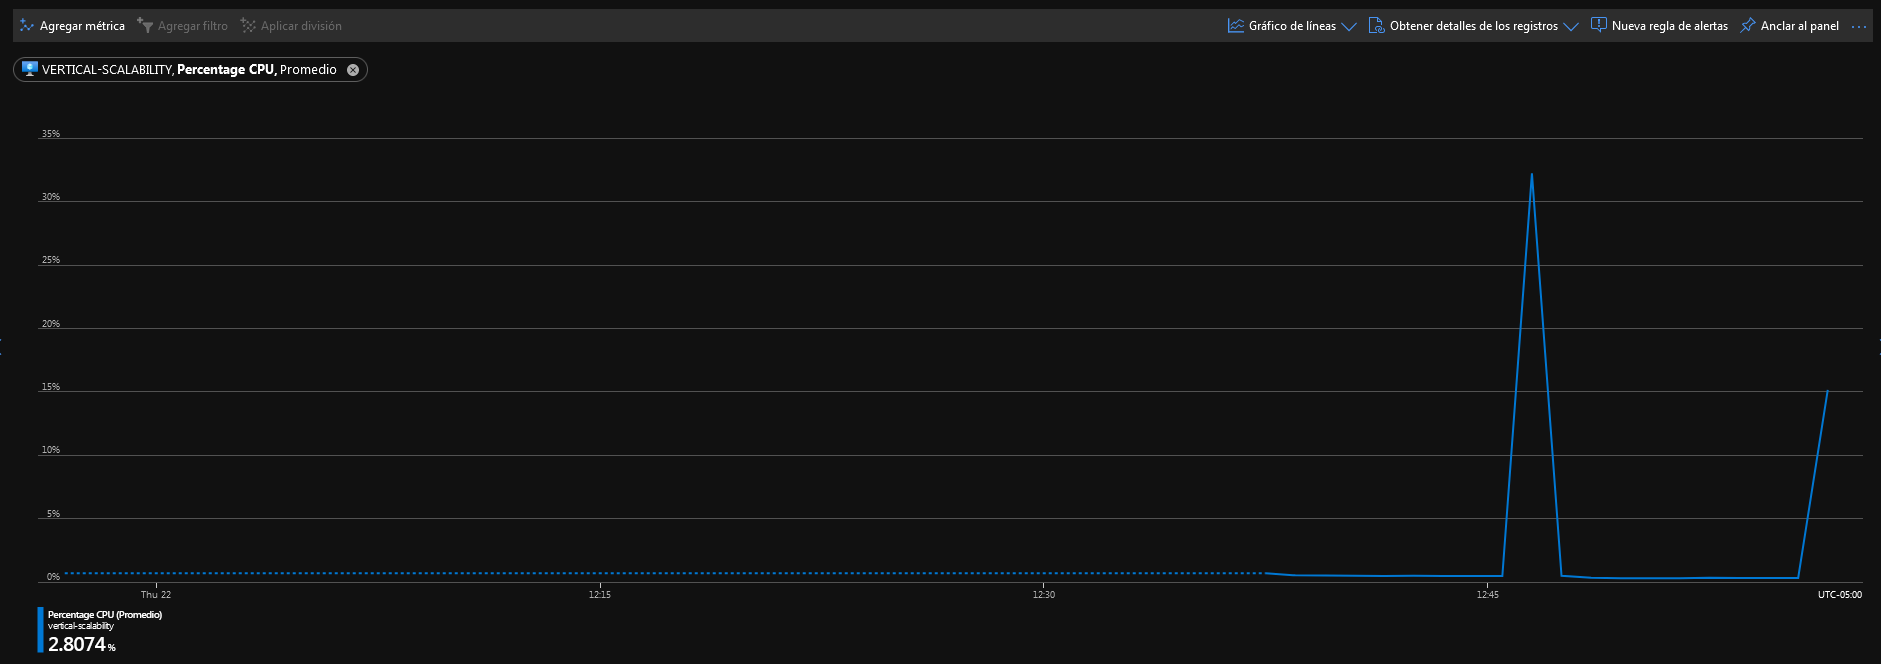 Agregar métrica Agregar filtro Aplicar división Gráfico de líneas Obtener detalles de los registros Nueva regla de alertas Anclar al panel ...
VERTICAL-SCALABILITY, Percentage CPU, Promedio
35%
30%
25%
20%
15%
10%
5%
0%
Thu 22 12:15 12:30 12:45 UTC-05:00
Percentage CPU (Promedio)
vertical-scalability
2.8074 %